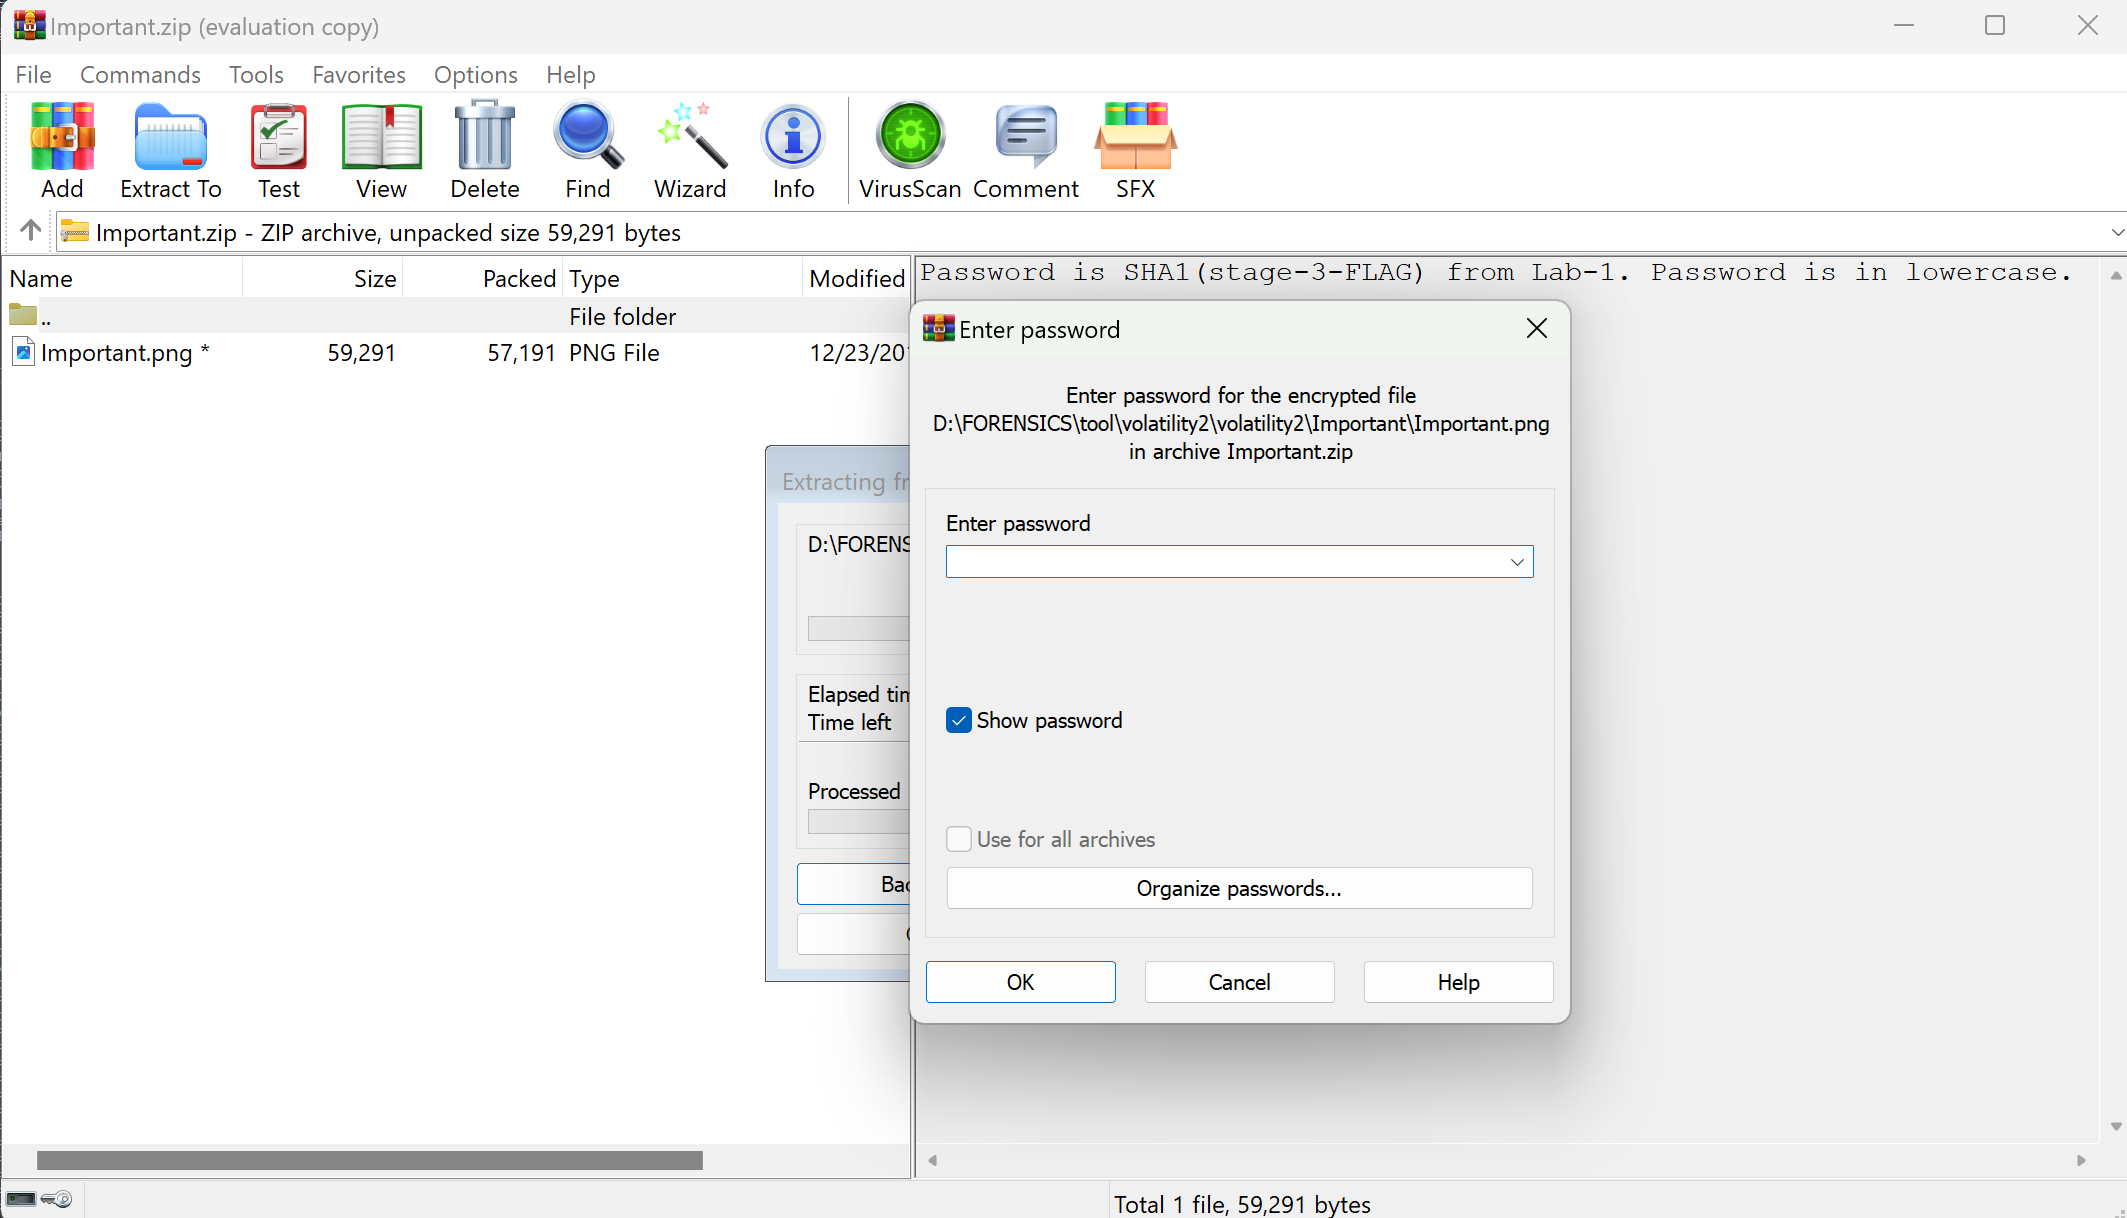 Important.zip (evaluation copy)
File Commands Tools Favorites Options Help
Add Extract To Test View Delete Find Wizard Info VirusScan Comment SFX
Important.zip - ZIP archive, unpacked size 59,291 bytes
Name Size Packed Type Modified
.. File folder
Important.png * 59,291 57,191 PNG File 12/23/20
Password is SHA1(stage-3-FLAG) from Lab-1. Password is in lowercase.
Extracting
D:\FORENS
Elapsed
Time left
Processed
Enter password
Enter password for the encrypted file
D:\FORENSICS\tool\volatility2\volatility2\Important\Important.png
in archive Important.zip
Enter password
Show password
Use for all archives
Organize passwords...
OK Cancel Help
Total 1 file, 59,291 bytes